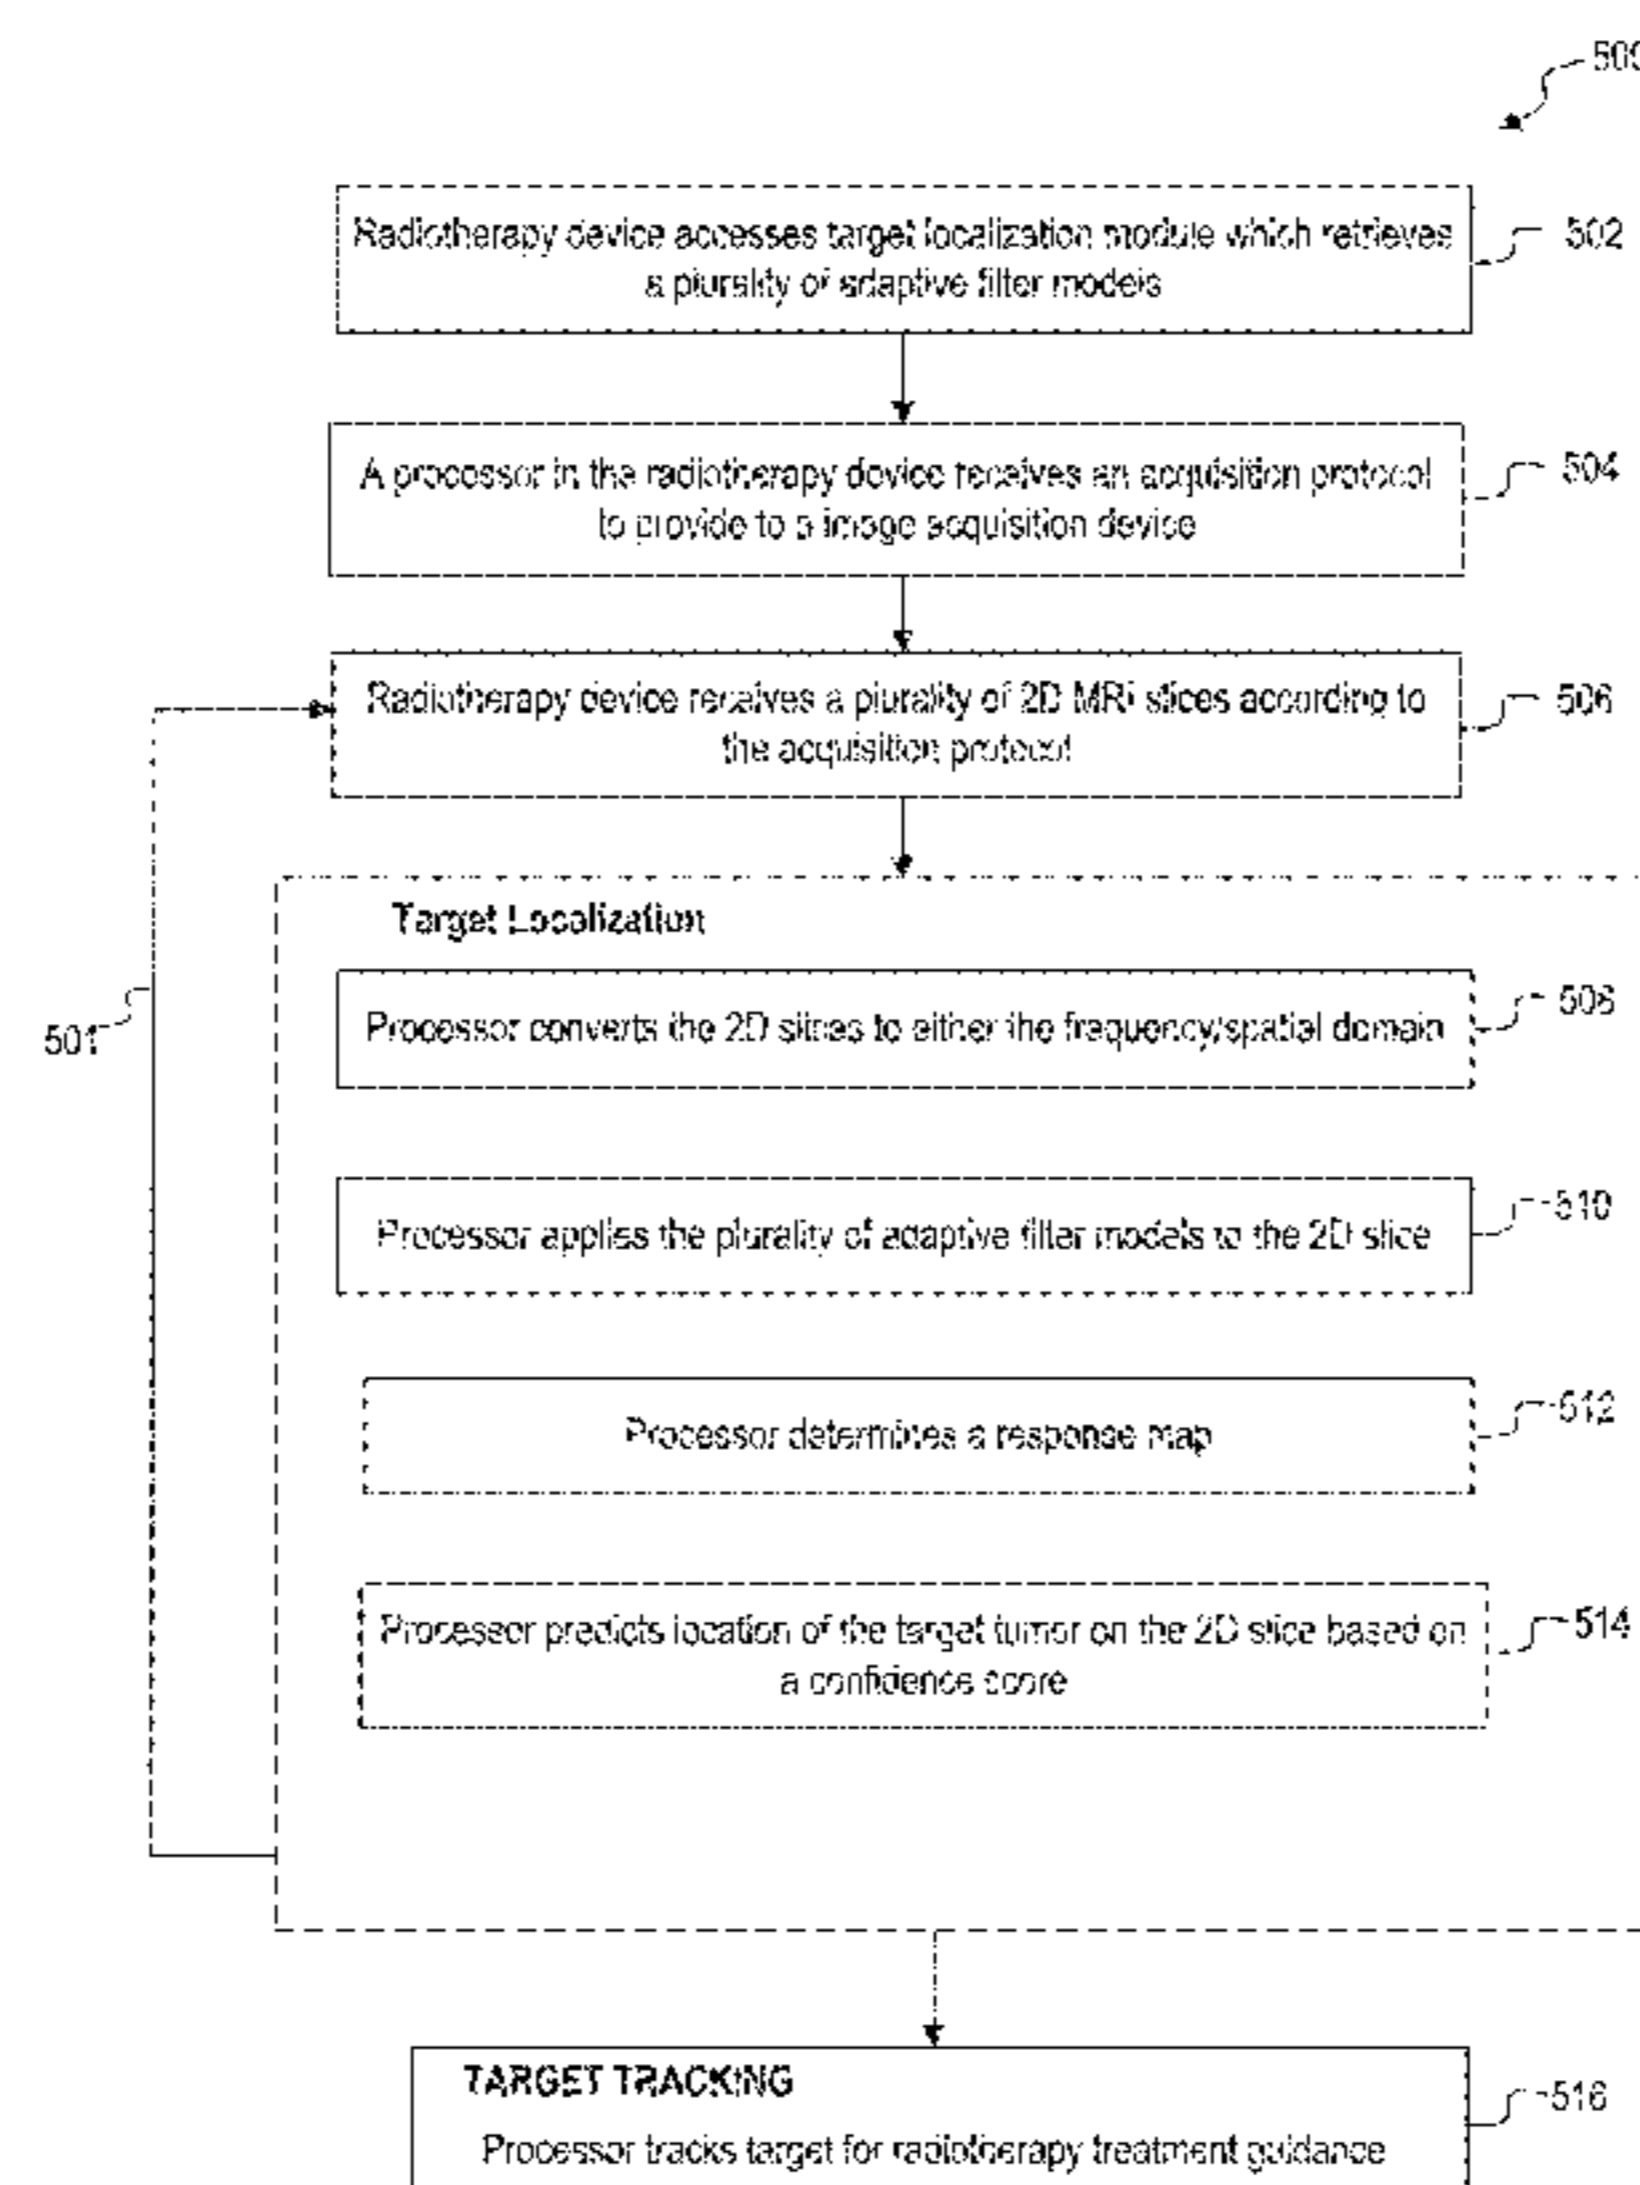 500
Radiotherapy device accesses target localization module which retrieves
a plurality of adaptive filter models
502
A processor in the radiotherapy device receives an acquisition protocol
to provide to a image acquisition device
504
Radiotherapy device receives a plurality of 2D MRI slices according to
the acquisition protocol
506
Target Localization
Processor converts the 2D slices to either the frequency/spatial domain
508
501
Processor applies the plurality of adaptive filter models to the 2D slice
510
Processor determines a response map
512
Processor predicts location of the target tumor on the 2D slice based on
a confidence score
514
TARGET TRACKING
Processor tracks target for radiotherapy treatment guidance
516